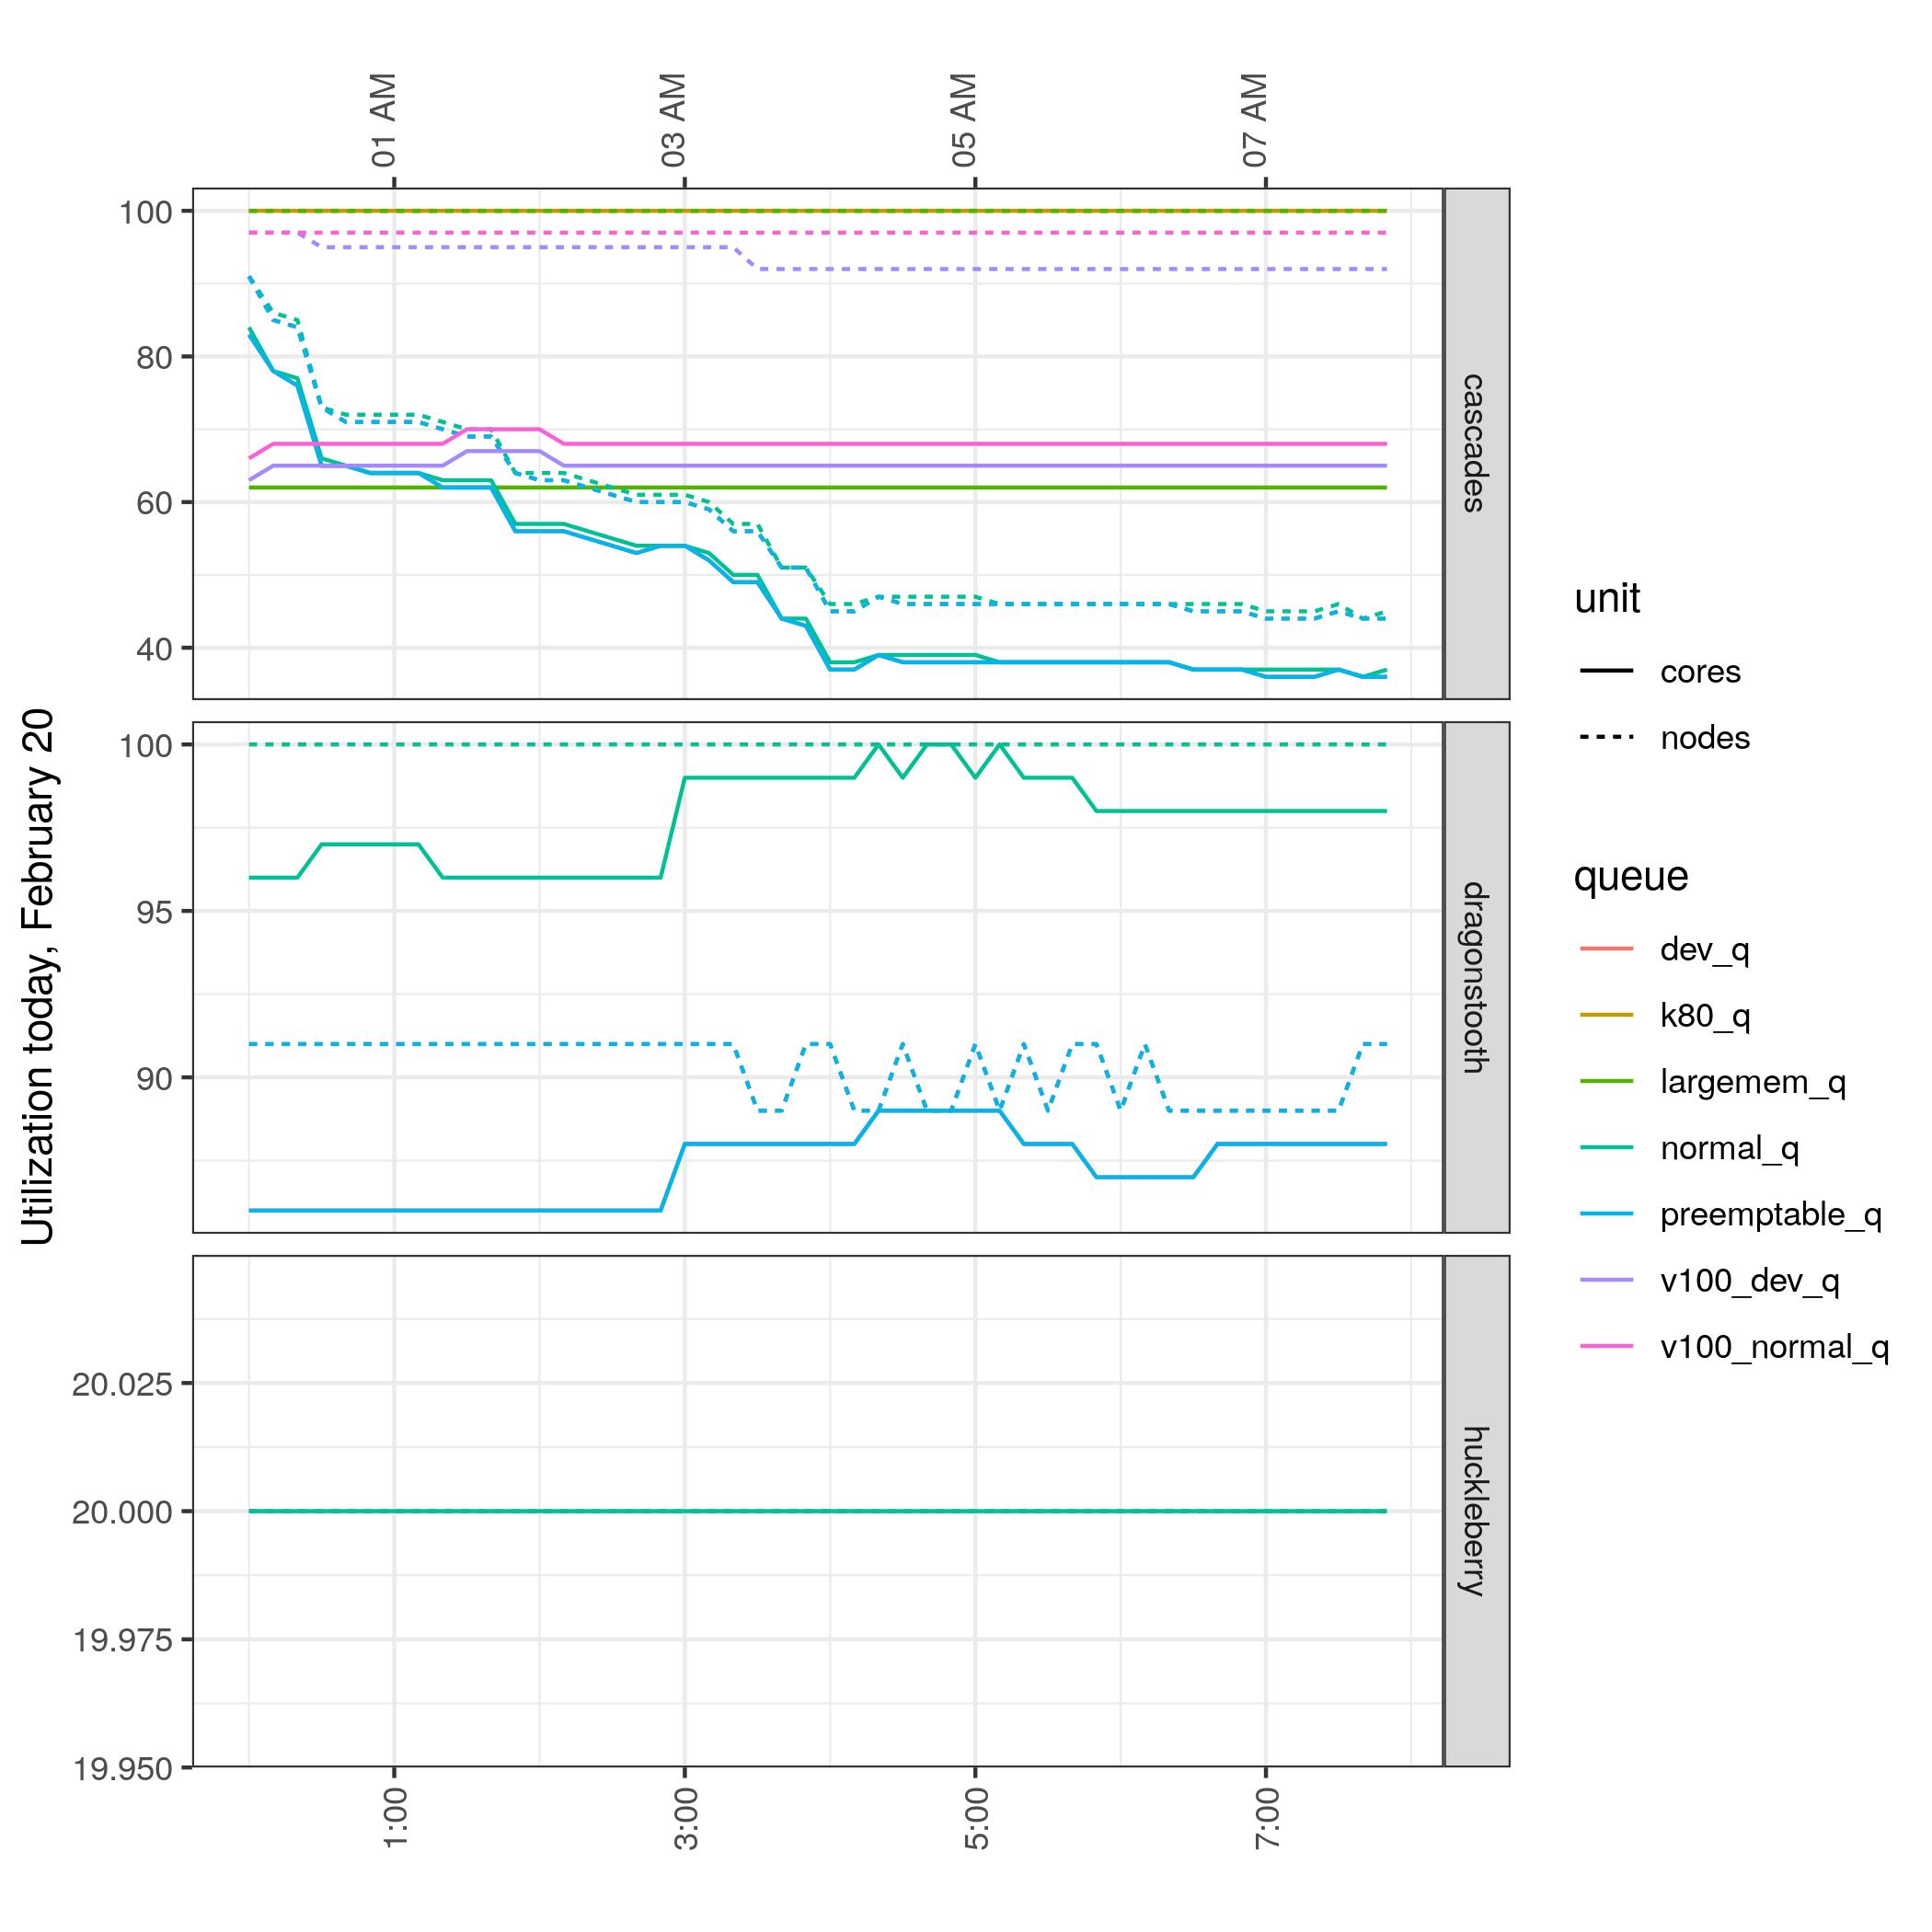 01 AM
03 AM
05 AM
07 AM
Utilization today, February 20
100
80
60
40
cascades
100
95
90
dragonstooth
20.025
20.000
19.975
19.950
huckleberry
1:00
3:00
5:00
7:00
unit
cores
nodes
queue
dev_q
k80_q
largemem_q
normal_q
preemptable_q
v100_dev_q
v100_normal_q